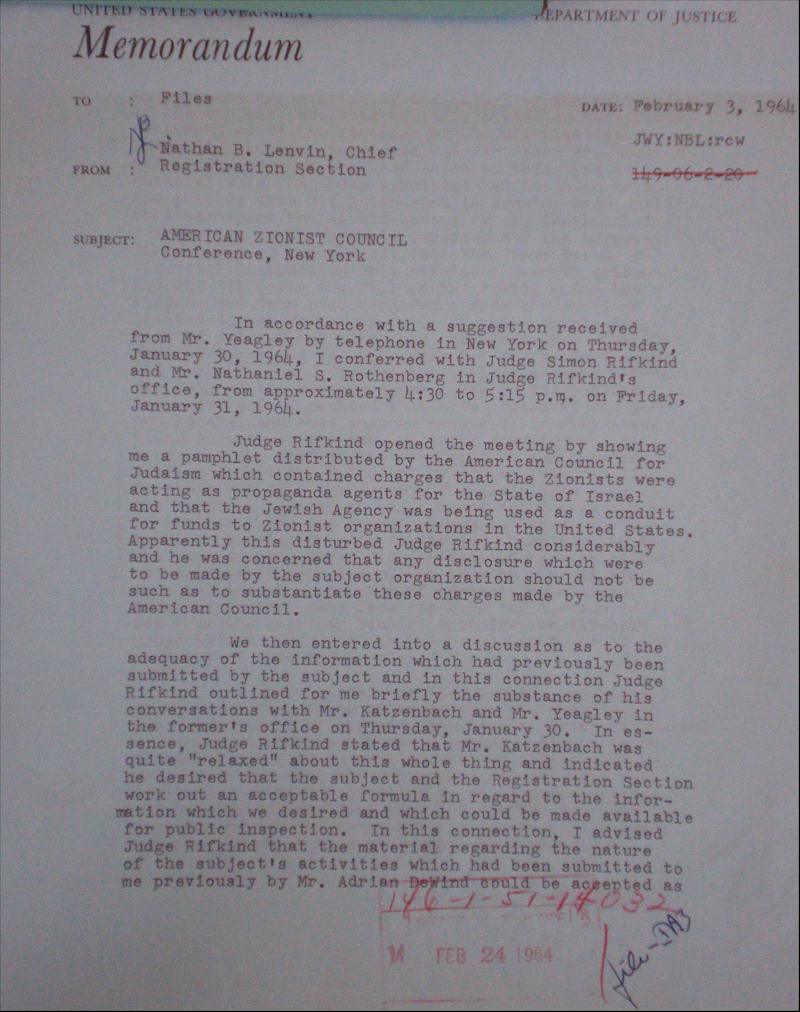 UNITED STATES GOVERNMENT
DEPARTMENT OF JUSTICE
Memorandum
TO : Files
DATE: February 3, 1964
JWY:NBL:rcw
149-06-2-20
Nathan B. Lenvin, Chief
FROM : Registration Section
SUBJECT: AMERICAN ZIONIST COUNCIL
Conference, New York
In accordance with a suggestion received
from Mr. Yeagley by telephone in New York on Thursday,
January 30, 1964, I conferred with Judge Simon Rifkind
and Mr. Nathaniel S. Rothenberg in Judge Rifkind's
office, from approximately 4:30 to 5:15 p.m. on Friday,
January 31, 1964.
Judge Rifkind opened the meeting by showing
me a pamphlet distributed by the American Council for
Judaism which contained charges that the Zionists were
acting as propaganda agents for the State of Israel
and that the Jewish Agency was being used as a conduit
for funds to Zionist organizations in the United States.
Apparently this disturbed Judge Rifkind considerably
and he was concerned that any disclosure which were
to be made by the subject organization should not be
such as to substantiate these charges made by the
American Council.
We then entered into a discussion as to the
adequacy of the information which had previously been
submitted by the subject and in this connection Judge
Rifkind outlined for me briefly the substance of his
conversations with Mr. Katzenbach and Mr. Yeagley in
the former's office on Thursday, January 30. In es-
sence, Judge Rifkind stated that Mr. Katzenbach was
quite "relaxed" about this whole thing and indicated
he desired that the subject and the Registration Section
work out an acceptable formula in regard to the infor-
mation which we desired and which could be made available
for public inspection. In this connection, I advised
Judge Rifkind that the material regarding the nature
of the subject's activities which had been submitted to
me previously by Mr. Adrian DeWind could be accepted as
146-1-51-14032
14 FEB 24 1964
file-